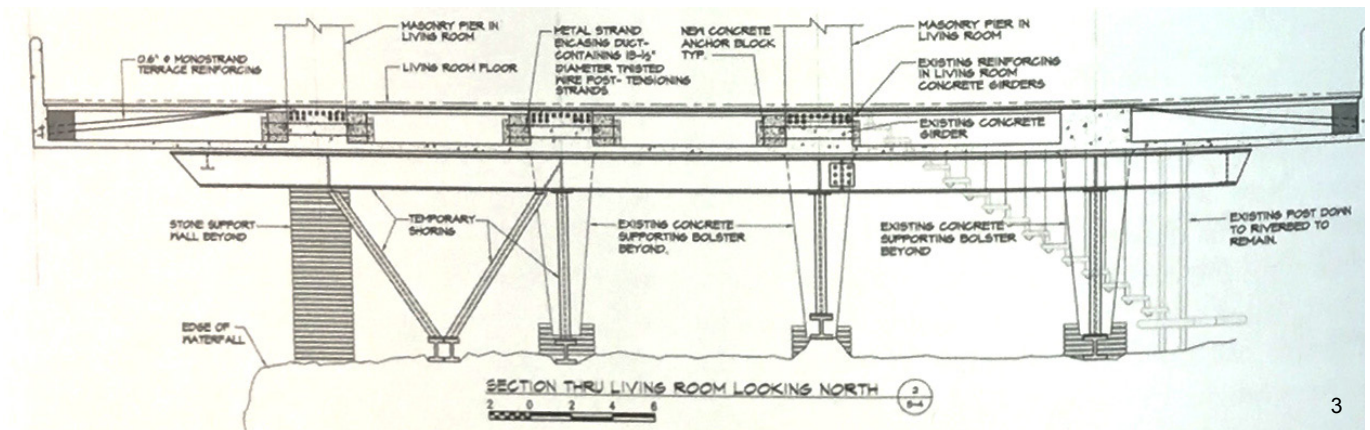 MASONRY PIER IN
LIVING ROOM
0.6" ⌀ MONOSTRAND
TERRACE REINFORCING
LIVING ROOM FLOOR
METAL STRAND
ENCASING DUCT-
CONTAINING 13-½"
DIAMETER TWISTED
WIRE POST- TENSIONING
STRANDS
NEW CONCRETE
ANCHOR BLOCK,
TYP.
MASONRY PIER IN
LIVING ROOM
EXISTING REINFORCING
IN LIVING ROOM
CONCRETE GIRDERS
EXISTING CONCRETE
GIRDER
STONE SUPPORT
WALL BEYOND
TEMPORARY
SHORING
EXISTING CONCRETE
SUPPORTING BOLSTER
BEYOND.
EXISTING CONCRETE
SUPPORTING BOLSTER
BEYOND
EXISTING POST DOWN
TO RIVERBED TO
REMAIN.
EDGE OF
WATERFALL
SECTION THRU LIVING ROOM LOOKING NORTH
2
S-4
2 0 2 4 6
3